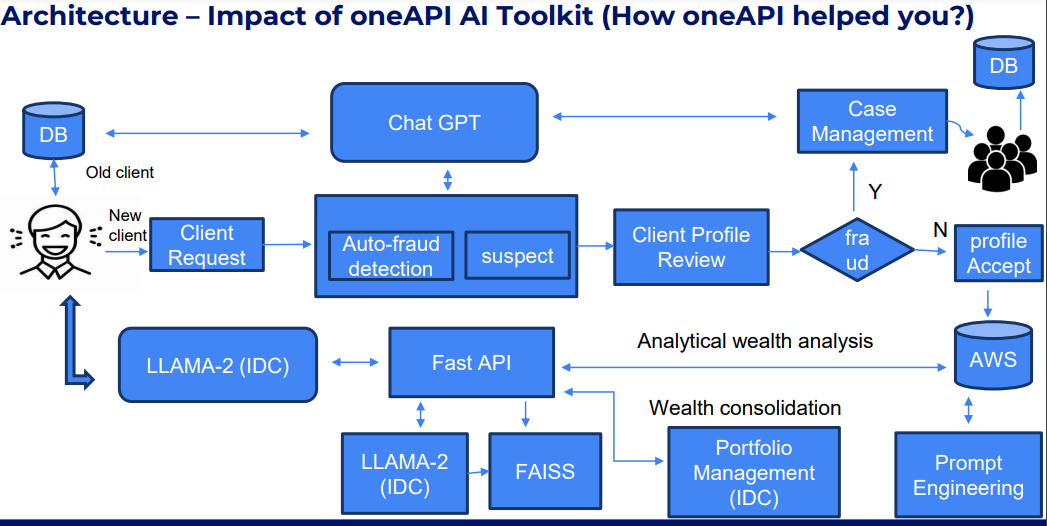 Architecture – Impact of oneAPI AI Toolkit (How oneAPI helped you?)
DB
Chat GPT
Case
Management
DB
Old client
Y
New
client
Client
Request
Auto-fraud
detection
suspect
Client Profile
Review
fra
ud
N
profile
Accept
LLAMA-2 (IDC)
Fast API
Analytical wealth analysis
AWS
Wealth consolidation
LLAMA-2
(IDC)
FAISS
Portfolio
Management
(IDC)
Prompt
Engineering